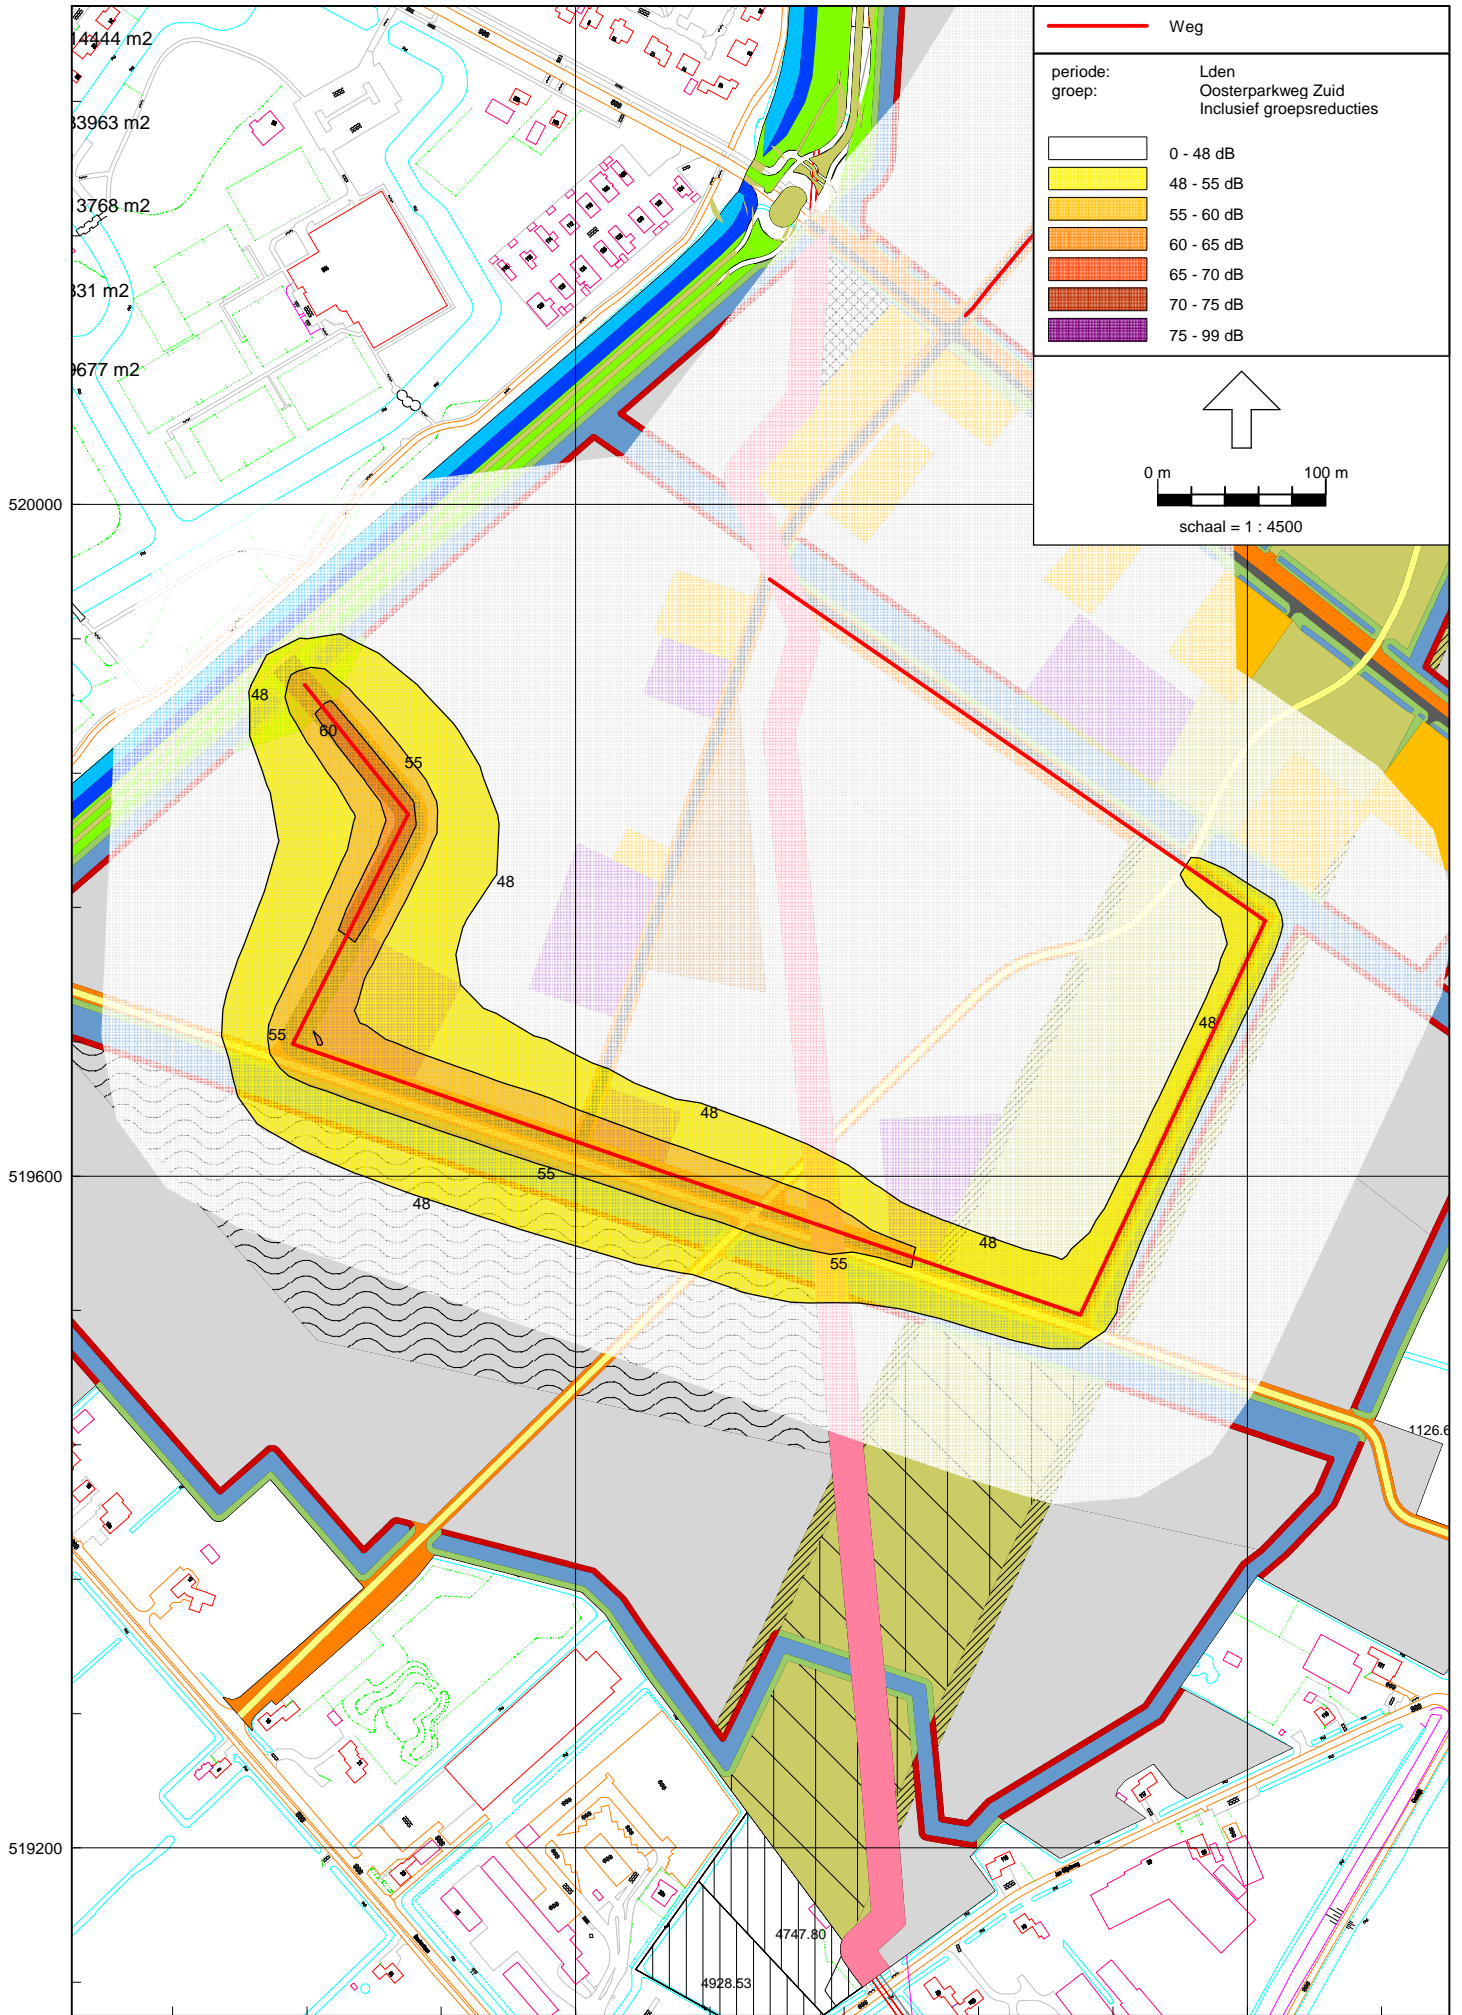 14444 m2
33963 m2
13768 m2
331 m2
9677 m2
Weg
periode: Lden
groep: Oosterparkweg Zuid
Inclusief groepsreducties
0 - 48 dB
48 - 55 dB
55 - 60 dB
60 - 65 dB
65 - 70 dB
70 - 75 dB
75 - 99 dB
0 m 100 m
schaal = 1 : 4500
520000
48
60
55
48
55
48
48
55
519600
48
48
55
1126.6
519200
4747.80
4928.53